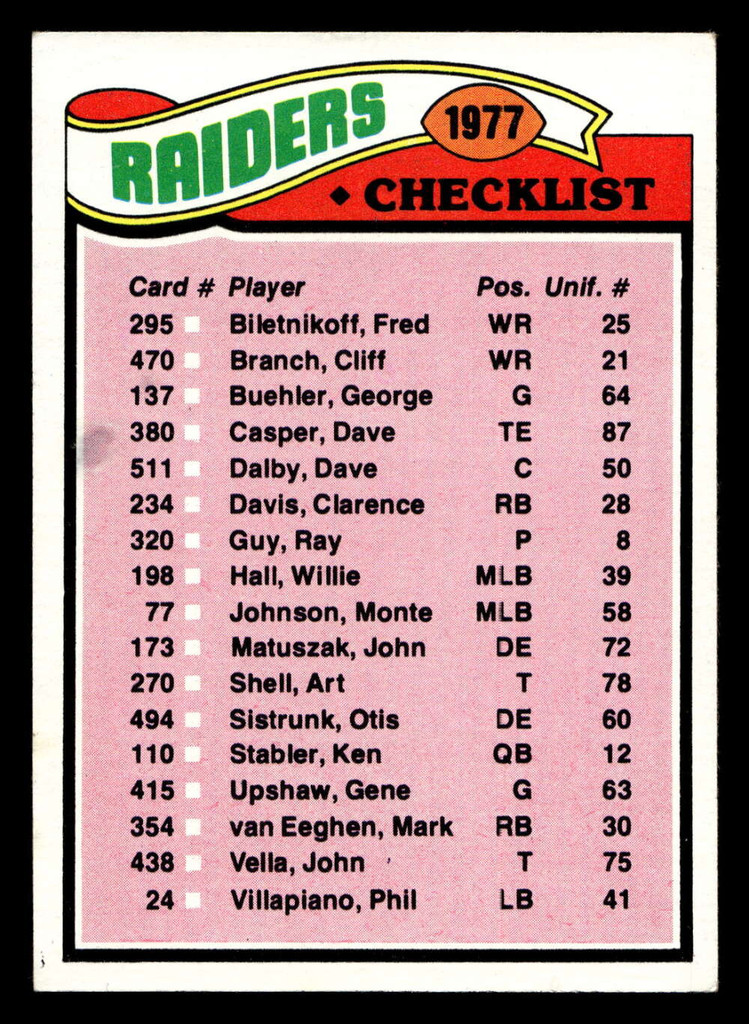 RAIDERS 1977
◆ CHECKLIST
Card # Player Pos. Unif. #
295 Biletnikoff, Fred WR 25
470 Branch, Cliff WR 21
137 Buehler, George G 64
380 Casper, Dave TE 87
511 Dalby, Dave C 50
234 Davis, Clarence RB 28
320 Guy, Ray P 8
198 Hall, Willie MLB 39
77 Johnson, Monte MLB 58
173 Matuszak, John DE 72
270 Shell, Art T 78
494 Sistrunk, Otis DE 60
110 Stabler, Ken QB 12
415 Upshaw, Gene G 63
354 van Eeghen, Mark RB 30
438 Vella, John T 75
24 Villapiano, Phil LB 41